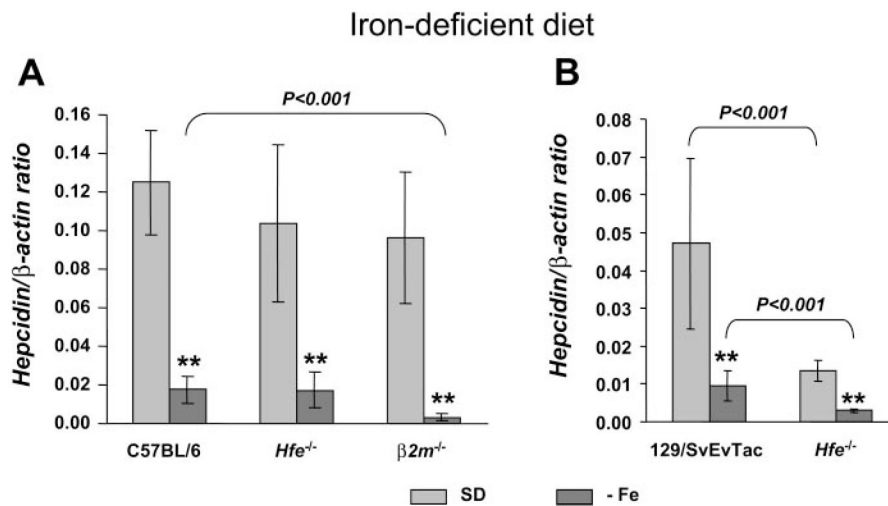 Iron-deficient diet
A
Hepcidin/β-actin ratio
0.16
0.14
0.12
0.10
0.08
0.06
0.04
0.02
0.00
P<0.001
**
**
**
C57BL/6
Hfe-/-
β2m-/-
B
Hepcidin/β-actin ratio
0.08
0.07
0.06
0.05
0.04
0.03
0.02
0.01
0.00
P<0.001
P<0.001
**
**
129/SvEvTac
Hfe-/-
SD
- Fe